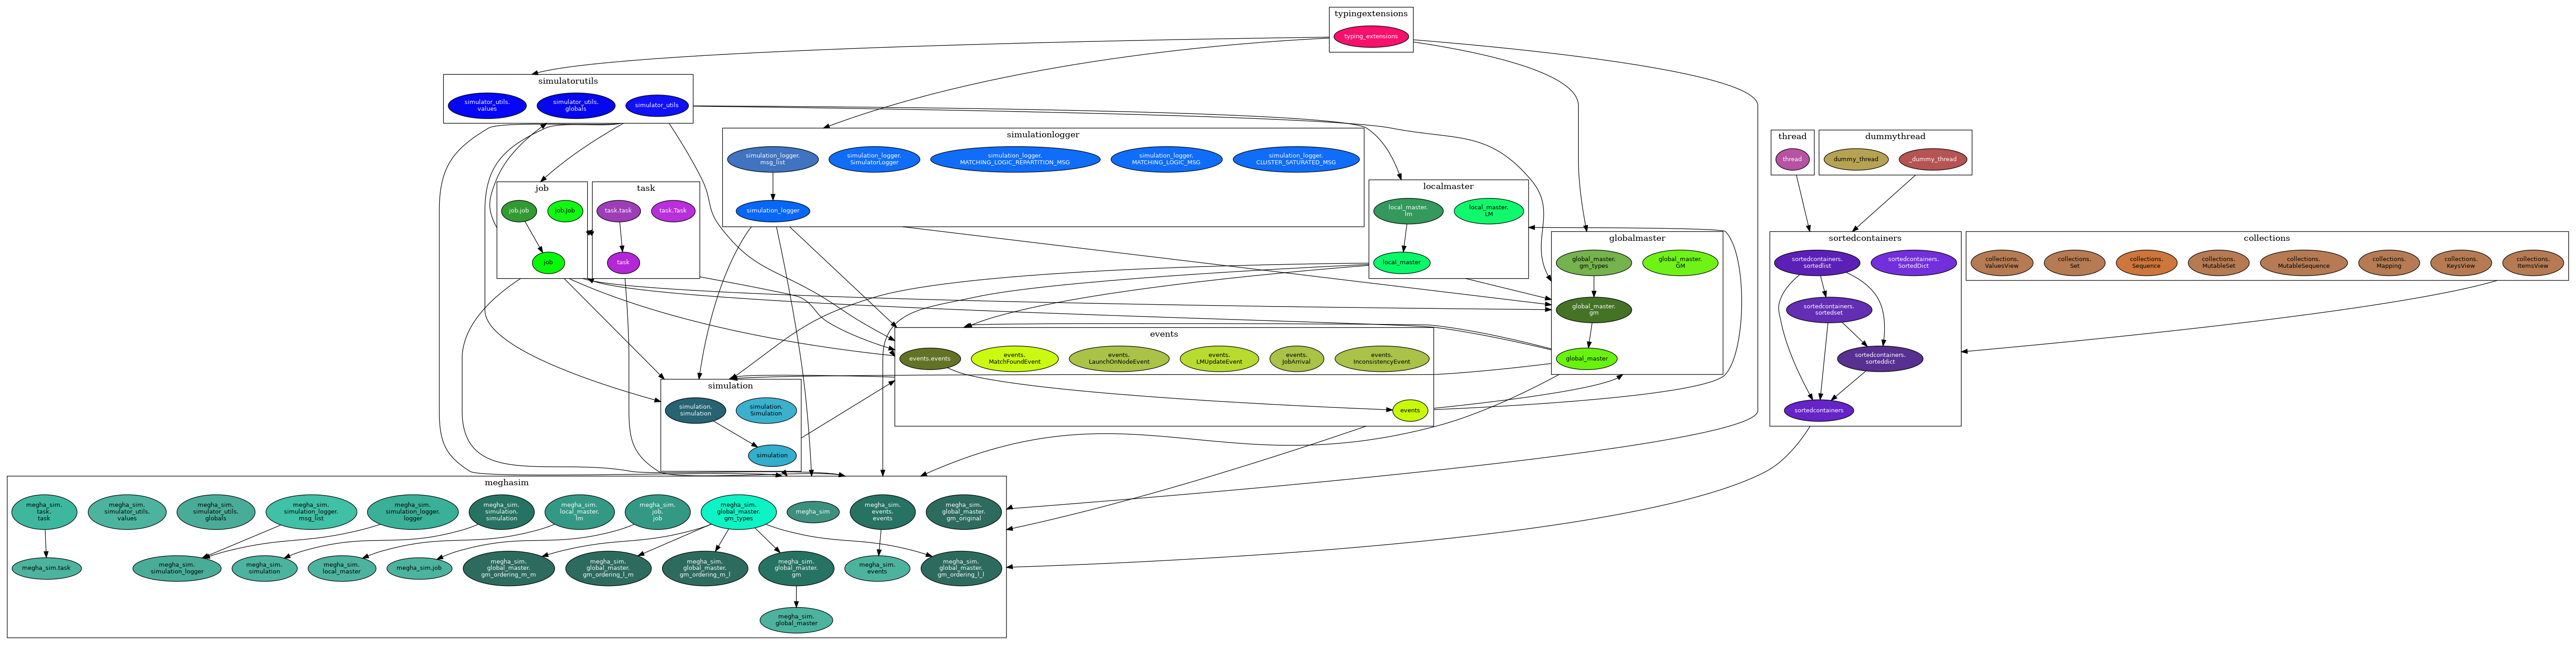 typingextensions
typing_extensions
simulatorutils
simulator_utils.
values
simulator_utils.
globals
simulator_utils
simulationlogger
simulation_logger.
msg_list
simulation_logger.
SimulatorLogger
simulation_logger.
MATCHING_LOGIC_REPARTITION_MSG
simulation_logger.
MATCHING_LOGIC_MSG
simulation_logger.
CLUSTER_SATURATED_MSG
simulation_logger
thread
thread
dummythread
dummy_thread
_dummy_thread
job
job.job
job.Job
job
task
task.task
task.Task
task
localmaster
local_master.
lm
local_master.
LM
local_master
globalmaster
global_master.
gm_types
global_master.
GM
global_master.
gm
global_master
sortedcontainers
sortedcontainers.
sortedlist
sortedcontainers.
SortedDict
sortedcontainers.
sortedset
sortedcontainers.
sorteddict
sortedcontainers
collections
collections.
ValuesView
collections.
Set
collections.
Sequence
collections.
MutableSet
collections.
MutableSequence
collections.
Mapping
collections.
KeysView
collections.
ItemsView
events
events.events
events.
MatchFoundEvent
events.
LaunchOnNodeEvent
events.
LMUpdateEvent
events.
JobArrival
events.
InconsistencyEvent
events
simulation
simulation.
simulation
simulation.
Simulation
simulation
meghasim
megha_sim.
task.
task
megha_sim.
simulator_utils.
values
megha_sim.
simulator_utils.
globals
megha_sim.
simulation_logger.
msg_list
megha_sim.
simulation_logger.
logger
megha_sim.
simulation.
simulation
megha_sim.
local_master.
lm
megha_sim.
job.
job
megha_sim.
global_master.
gm_types
megha_sim
megha_sim.
events.
events
megha_sim.
global_master.
gm_original
megha_sim.task
megha_sim.
simulation_logger
megha_sim.
simulation
megha_sim.
local_master
megha_sim.job
megha_sim.
global_master.
gm_ordering_m_m
megha_sim.
global_master.
gm_ordering_l_m
megha_sim.
global_master.
gm_ordering_m_l
megha_sim.
global_master.
gm
megha_sim.
events
megha_sim.
global_master.
gm_ordering_l_l
megha_sim.
global_master